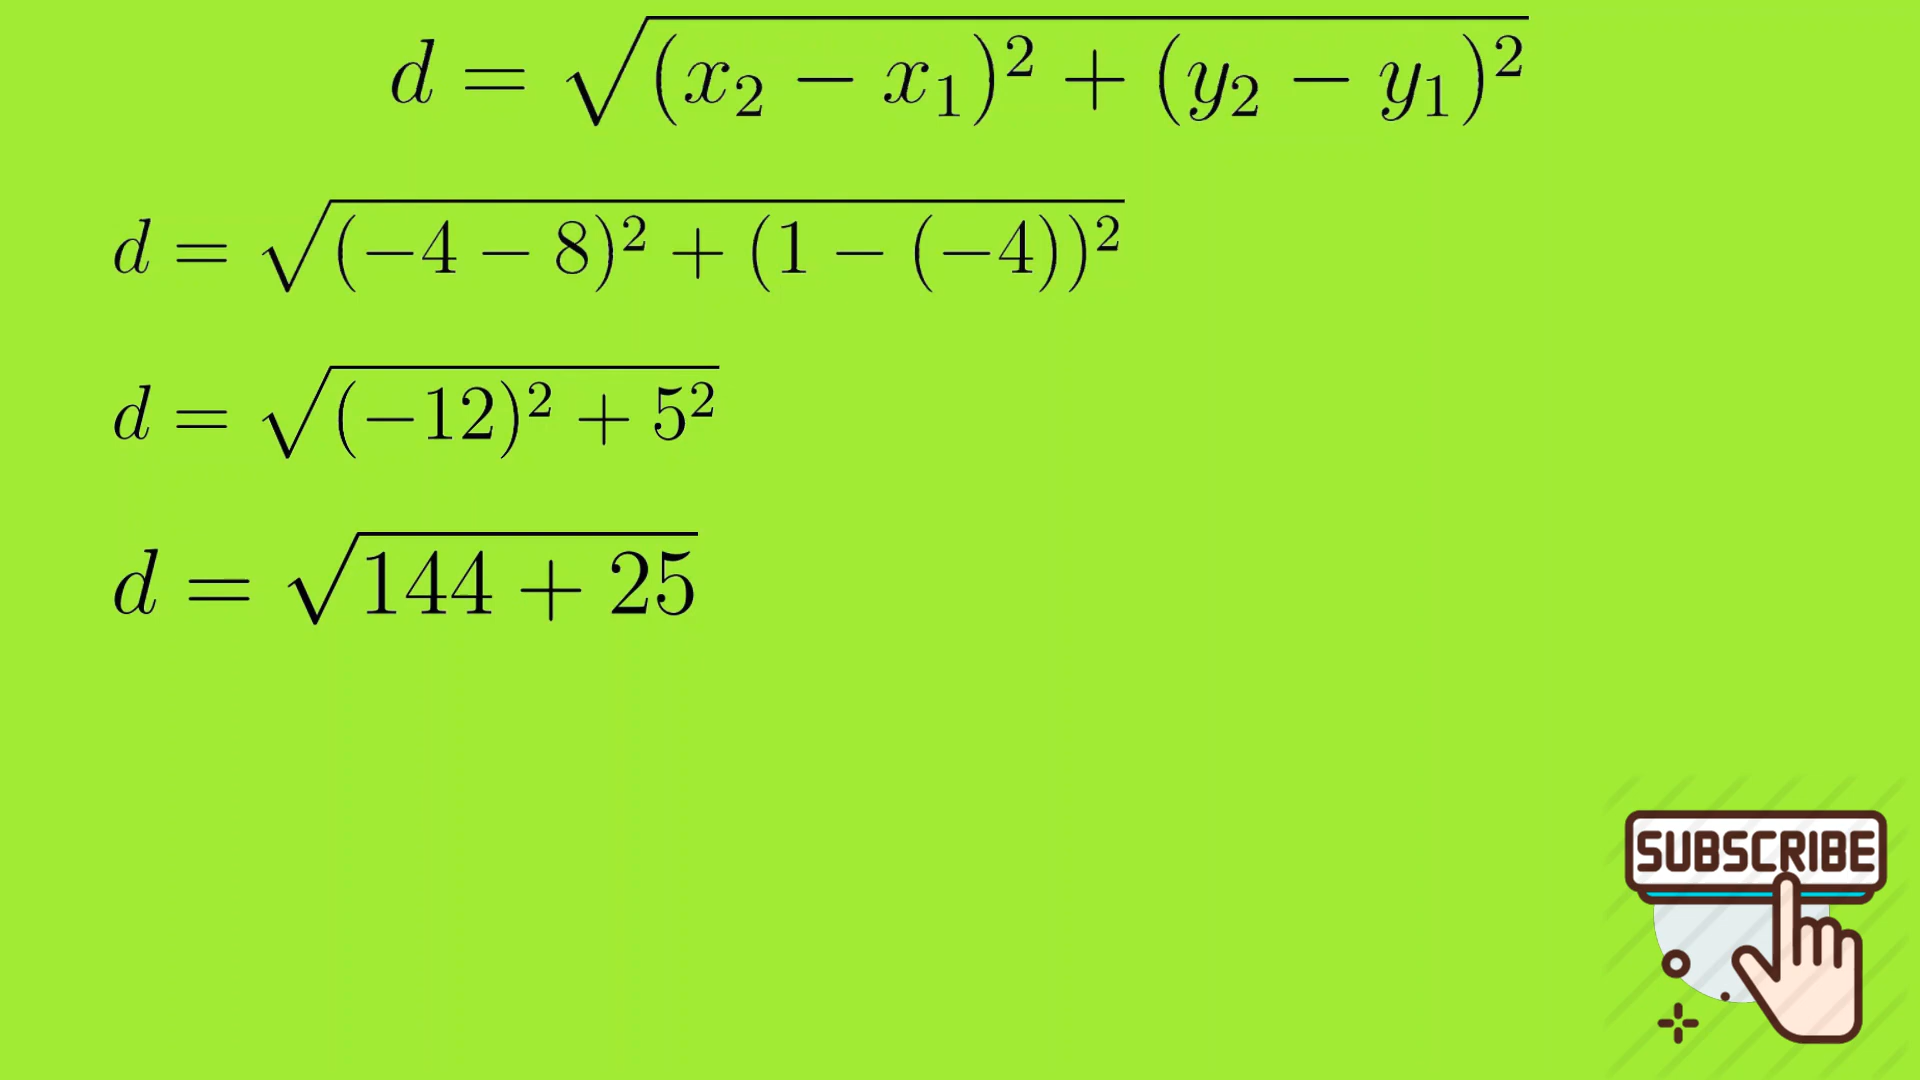 d = √((x₂ − x₁)² + (y₂ − y₁)²)
d = √((−4 − 8)² + (1 − (−4))²)
d = √((−12)² + 5²)
d = √(144 + 25)
SUBSCRIBE